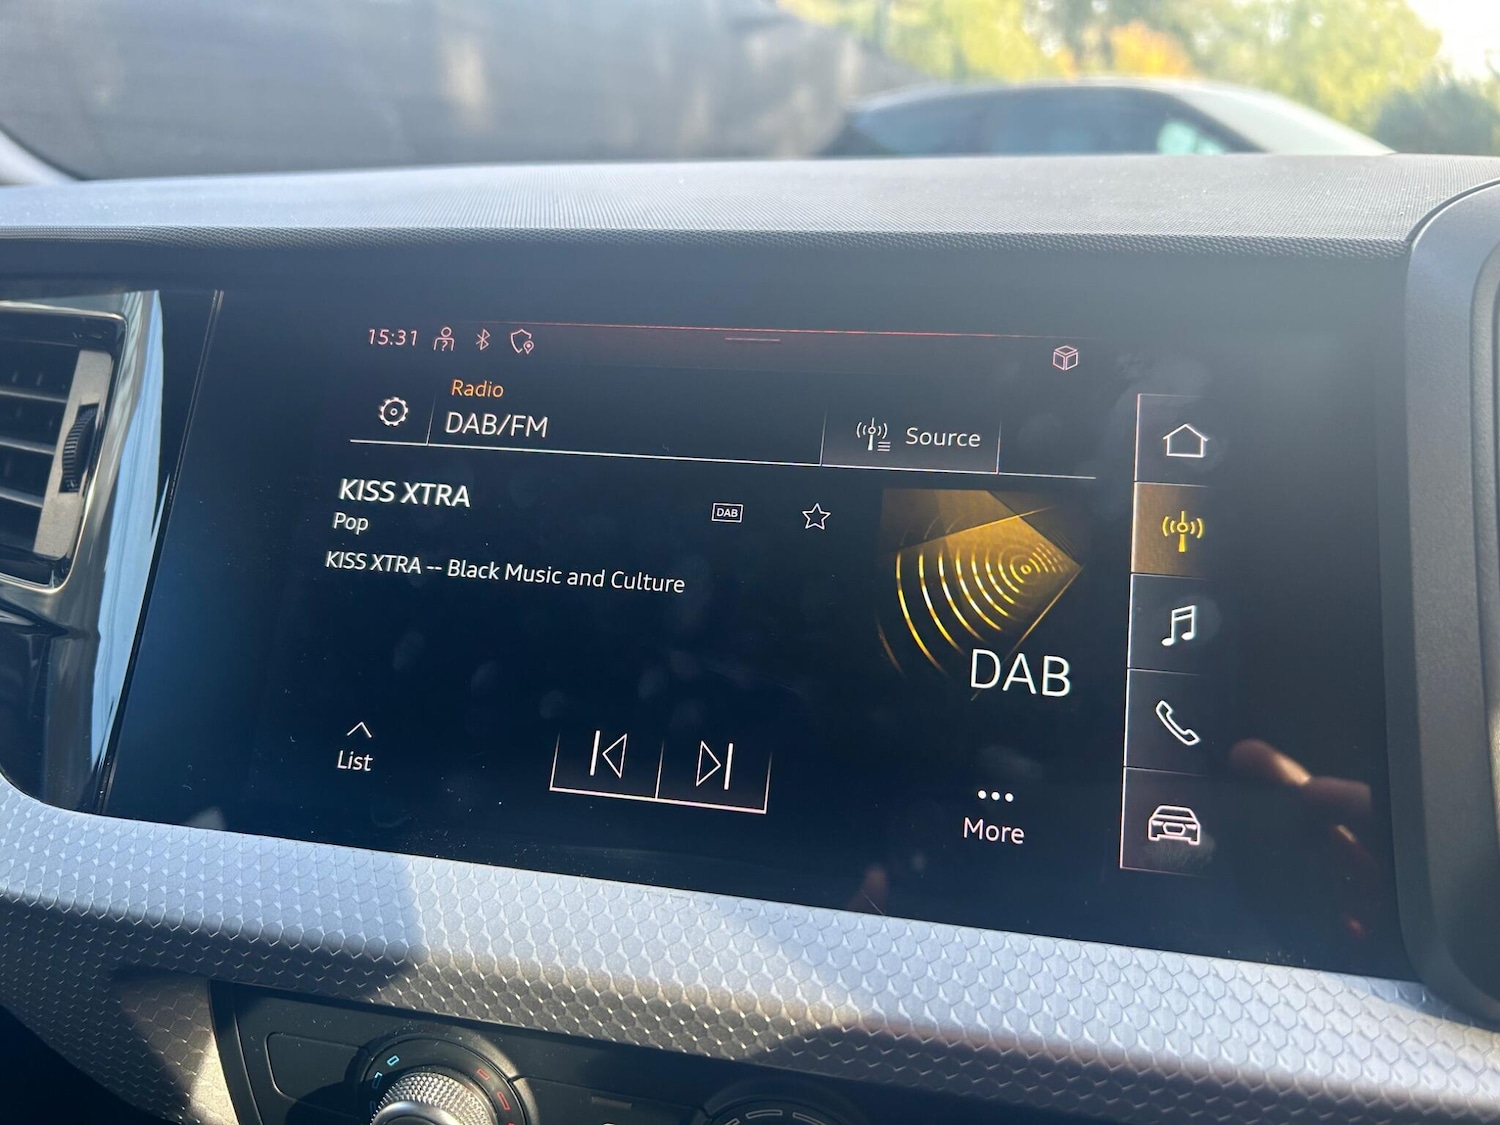 15:31
Radio
DAB/FM
Source
KISS XTRA
DAB
Pop
KISS XTRA -- Black Music and Culture
DAB
List
More